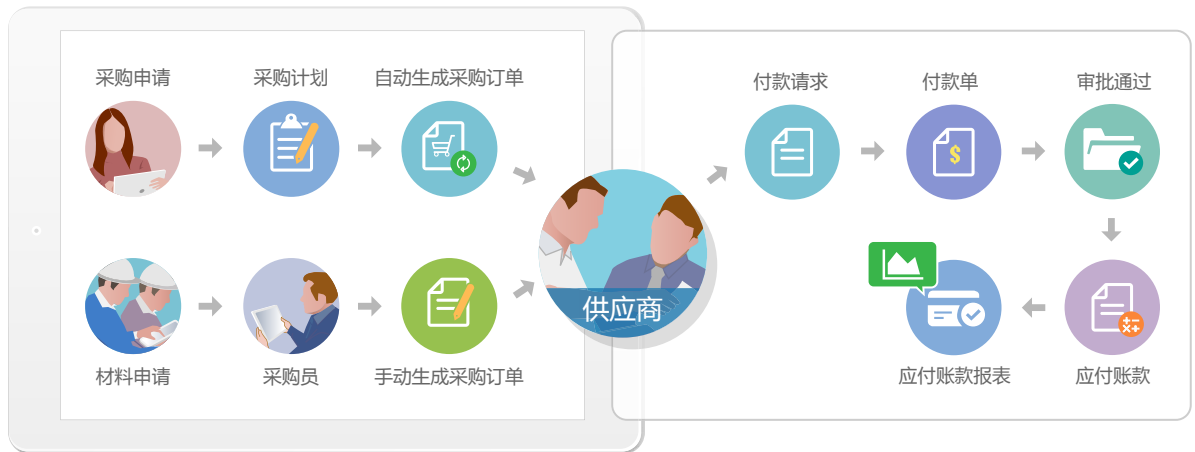 采购申请
采购计划
自动生成采购订单
材料申请
采购员
手动生成采购订单
供应商
付款请求
付款单
$
审批通过
应付账款报表
应付账款